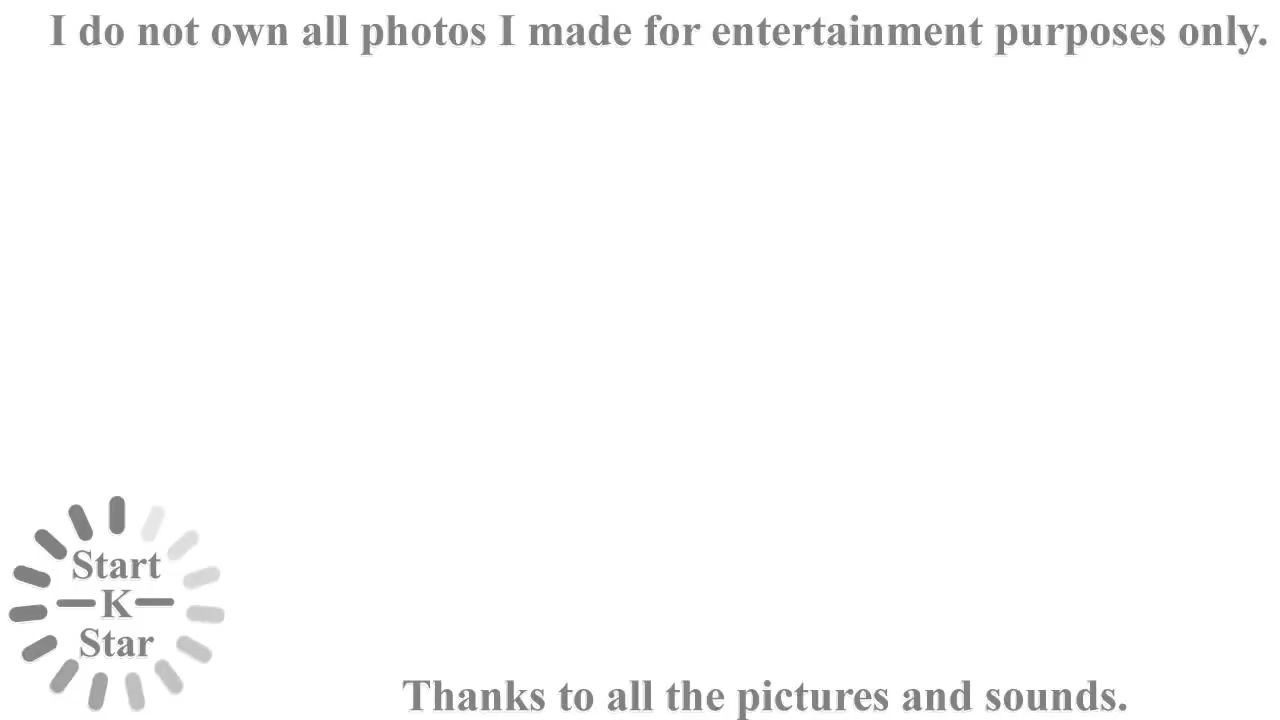 I do not own all photos I made for entertainment purposes only.
Start
K
Star
Thanks to all the pictures and sounds.